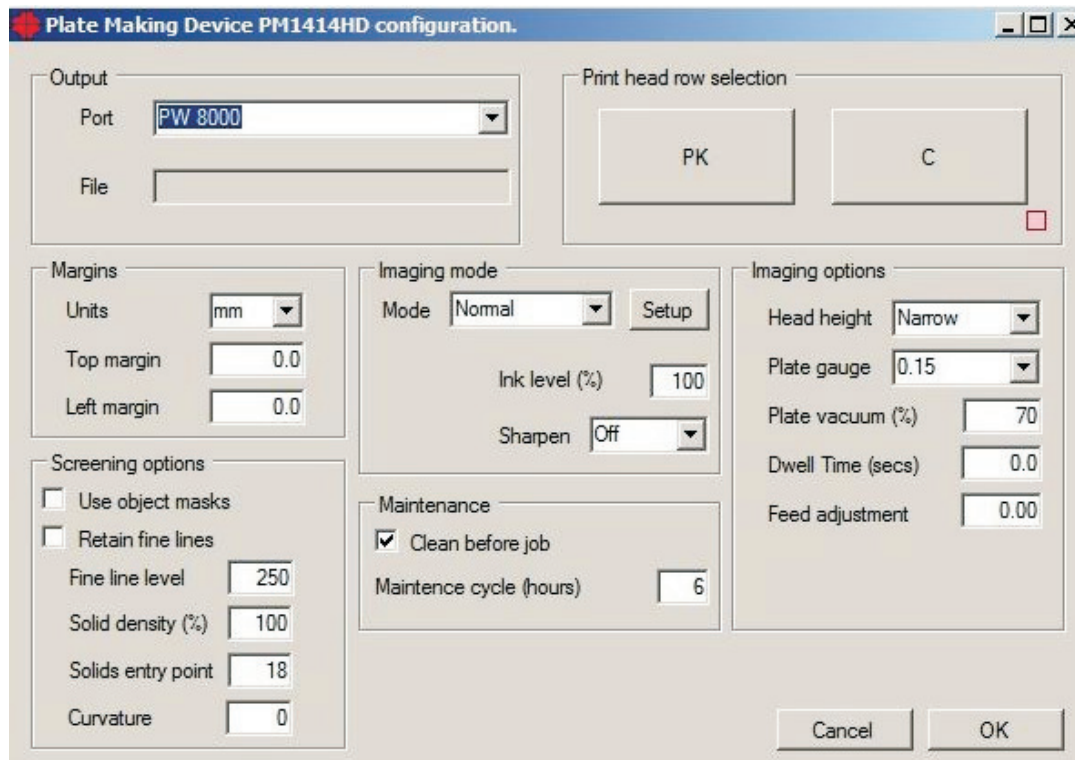 Plate Making Device PM1414HD configuration.
Output
Port PW 8000
File
Print head row selection
PK C
Margins
Units mm
Top margin 0.0
Left margin 0.0
Imaging mode
Mode Normal Setup
Ink level (%) 100
Sharpen Off
Imaging options
Head height Narrow
Plate gauge 0.15
Plate vacuum (%) 70
Dwell Time (secs) 0.0
Feed adjustment 0.00
Screening options
Use object masks
Retain fine lines
Fine line level 250
Solid density (%) 100
Solids entry point 18
Curvature 0
Maintenance
Clean before job
Maintence cycle (hours) 6
Cancel OK